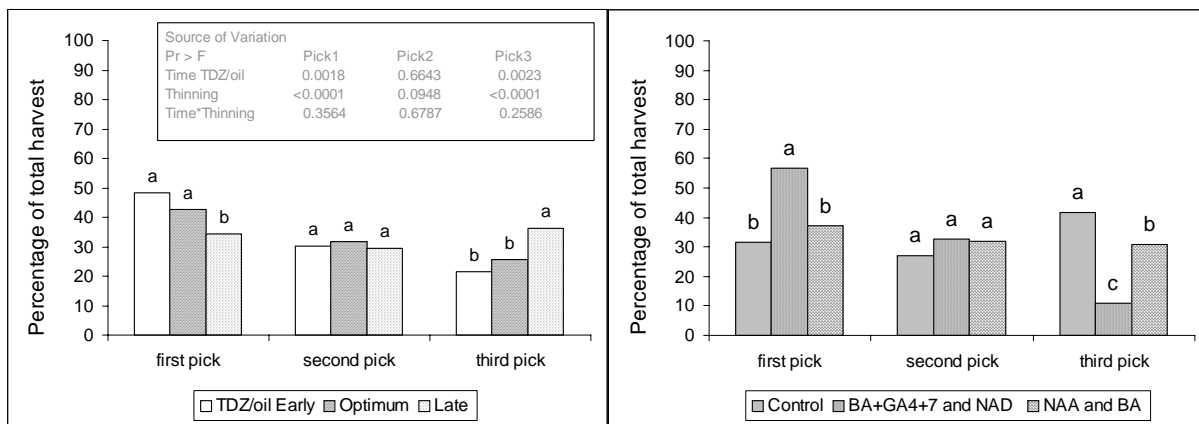 Percentage of total harvest
100
90
80
70
60
50
40
30
20
10
0
Source of Variation
Pr > F Pick1 Pick2 Pick3
Time TDZ/oil 0.0018 0.6643 0.0023
Thinning <0.0001 0.0948 <0.0001
Time*Thinning 0.3564 0.6787 0.2586
a a b
a a a
b b a
first pick second pick third pick
TDZ/oil Early Optimum Late
Percentage of total harvest
100
90
80
70
60
50
40
30
20
10
0
b a b
a a a
a c b
first pick second pick third pick
Control BA+GA4+7 and NAD NAA and BA